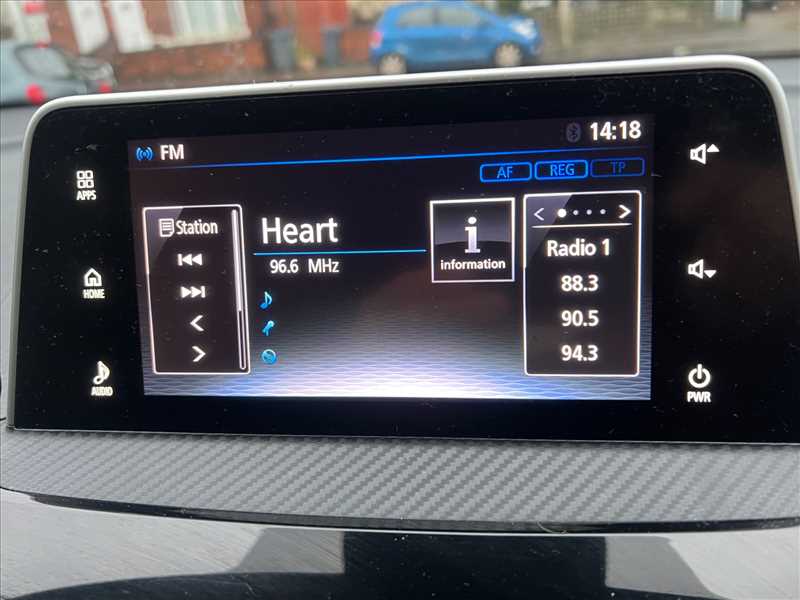 FM
14:18
AF REG TP
APPS
HOME
AUDIO
Station
Heart
96.6 MHz
i
information
Radio 1
88.3
90.5
94.3
PWR